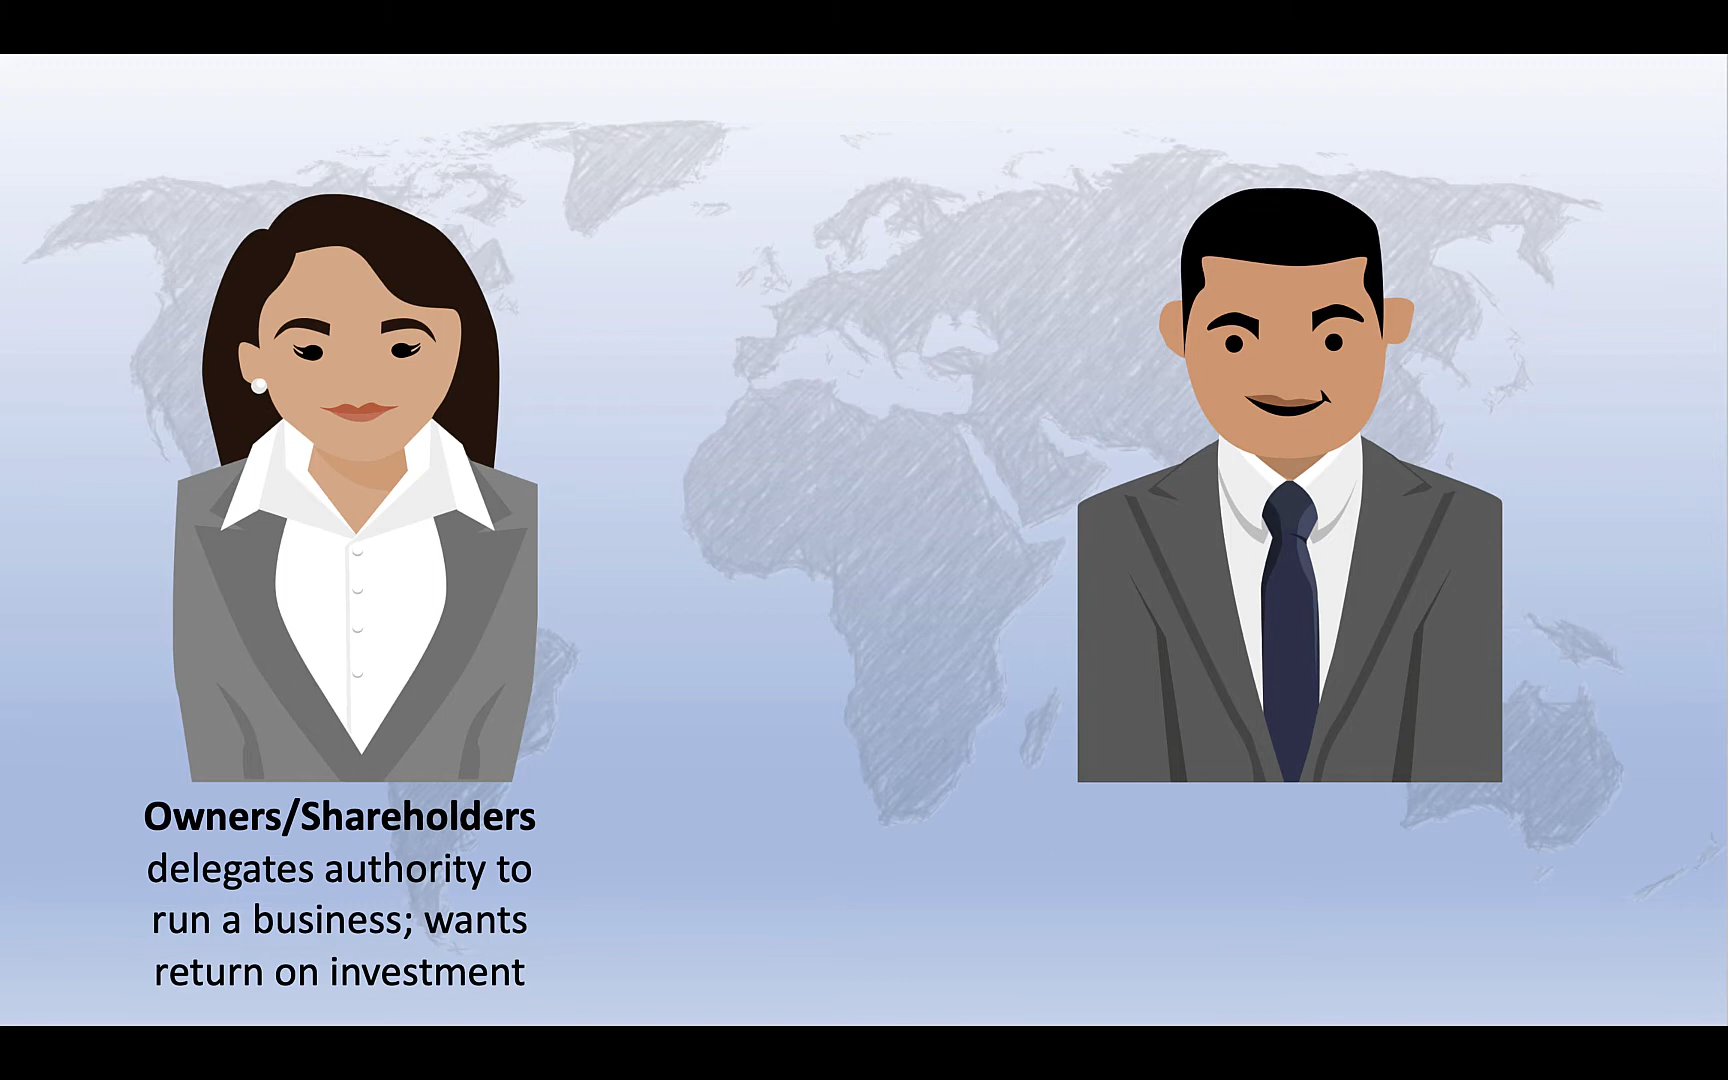 Owners/Shareholders
delegates authority to
run a business; wants
return on investment